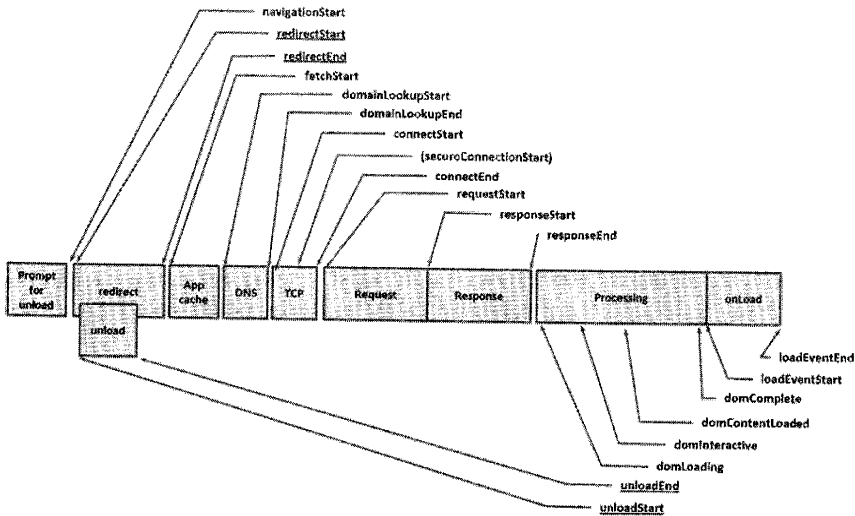 navigationStart
redirectStart
redirectEnd
fetchStart
domainLookupStart
domainLookupEnd
connectStart
(secureConnectionStart)
connectEnd
requestStart
responseStart
responseEnd
Prompt
for
unload
redirect
App
cache
DNS
TCP
Request
Response
Processing
onLoad
unload
loadEventEnd
loadEventStart
domComplete
domContentLoaded
domInteractive
domLoading
unloadEnd
unloadStart